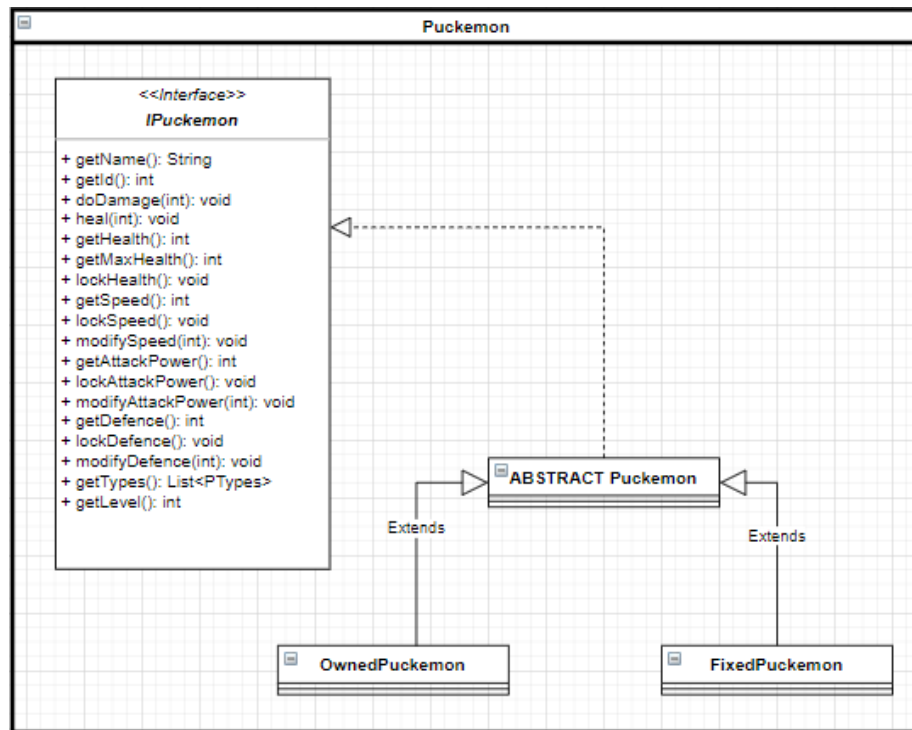 Puckemon
<<Interface>>
IPuckemon
+ getName(): String
+ getId(): int
+ doDamage(int): void
+ heal(int): void
+ getHealth(): int
+ getMaxHealth(): int
+ lockHealth(): void
+ getSpeed(): int
+ lockSpeed(): void
+ modifySpeed(int): void
+ getAttackPower(): int
+ lockAttackPower(): void
+ modifyAttackPower(int): void
+ getDefence(): int
+ lockDefence(): void
+ modifyDefence(int): void
+ getTypes(): List<PTypes>
+ getLevel(): int
ABSTRACT Puckemon
Extends
Extends
OwnedPuckemon
FixedPuckemon